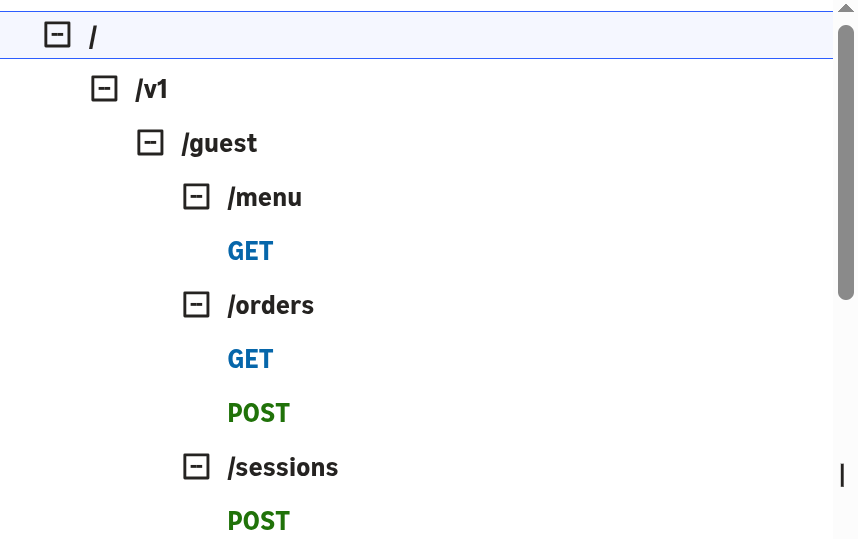 /
/v1
/guest
/menu
GET
/orders
GET
POST
/sessions
POST